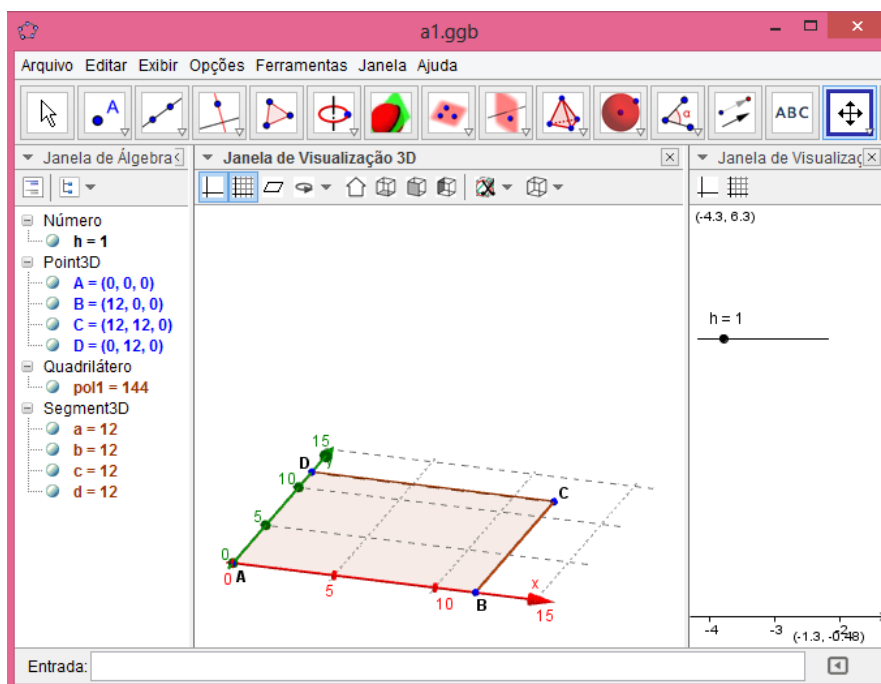 a1.ggb
Arquivo Editar Exibir Opções Ferramentas Janela Ajuda
A α ABC
Janela de Álgebra
Número
h = 1
Point3D
A = (0, 0, 0)
B = (12, 0, 0)
C = (12, 12, 0)
D = (0, 12, 0)
Quadrilátero
pol1 = 144
Segment3D
a = 12
b = 12
c = 12
d = 12
Janela de Visualização 3D
15
y
D
10
C
5
0
0 A
5
10
B
x
15
Janela de Visualizaç
(-4.3, 6.3)
h = 1
-4 -3 -2
(-1.3, -0.48)
Entrada: